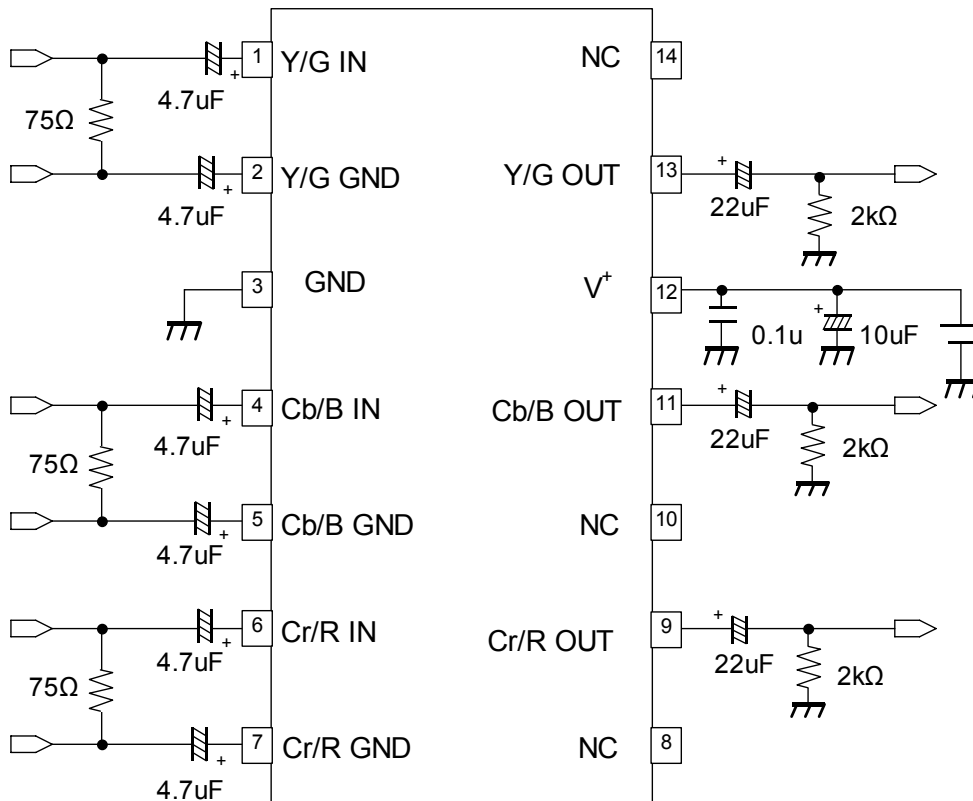 1 Y/G IN
NC 14
4.7uF
75Ω
2 Y/G GND
Y/G OUT 13
+
+
+
4.7uF
22uF
2kΩ
3 GND
V+ 12
+
0.1u
10uF
4 Cb/B IN
Cb/B OUT 11
+
+
4.7uF
22uF
75Ω
2kΩ
5 Cb/B GND
NC 10
+
4.7uF
6 Cr/R IN
Cr/R OUT 9
+
+
4.7uF
22uF
75Ω
2kΩ
7 Cr/R GND
NC 8
+
4.7uF